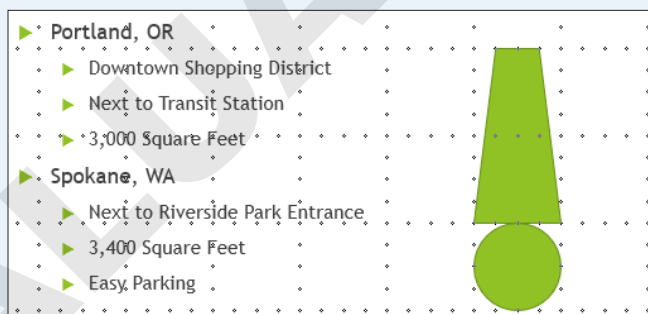 Portland, OR
Downtown Shopping District
Next to Transit Station
3,000 Square Feet
Spokane, WA
Next to Riverside Park Entrance
3,400 Square Feet
Easy Parking